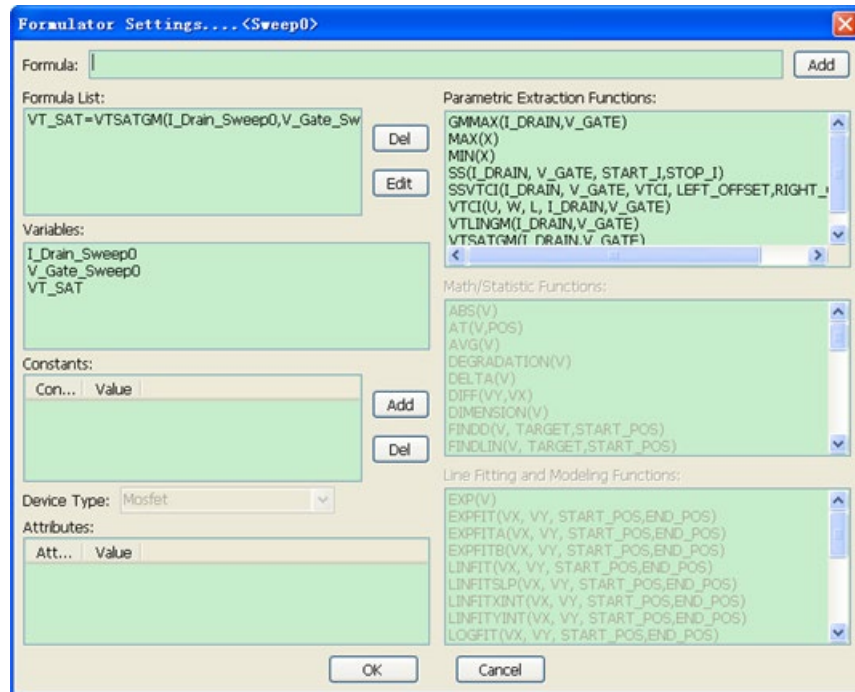 Formulator Settings....<Sweep0>
Formula:
Add
Formula List:
VT_SAT=VTSATGM(I_Drain_Sweep0,V_Gate_Sw
Del
Edit
Variables:
I_Drain_Sweep0
V_Gate_Sweep0
VT_SAT
Constants:
Con... Value
Add
Del
Device Type: Mosfet
Attributes:
Att... Value
Parametric Extraction Functions:
GMMAX(I_DRAIN,V_GATE)
MAX(X)
MIN(X)
SS(I_DRAIN, V_GATE, START_I,STOP_I)
SSVTCI(I_DRAIN, V_GATE, VTCI, LEFT_OFFSET,RIGHT_
VTCI(U, W, L, I_DRAIN,V_GATE)
VTLINGM(I_DRAIN,V_GATE)
VTSATGM(I_DRAIN,V_GATE)
Math/Statistic Functions:
ABS(V)
AT(V,POS)
AVG(V)
DEGRADATION(V)
DELTA(V)
DIFF(VY,VX)
DIMENSION(V)
FINDD(V, TARGET,START_POS)
FINDLIN(V, TARGET,START_POS)
Line Fitting and Modeling Functions:
EXP(V)
EXPFIT(VX, VY, START_POS,END_POS)
EXPFITA(VX, VY, START_POS,END_POS)
EXPFITB(VX, VY, START_POS,END_POS)
LINFIT(VX, VY, START_POS,END_POS)
LINFITSLP(VX, VY, START_POS,END_POS)
LINFITXINT(VX, VY, START_POS,END_POS)
LINFITYINT(VX, VY, START_POS,END_POS)
LOGFIT(VX, VY, START_POS,END_POS)
OK
Cancel